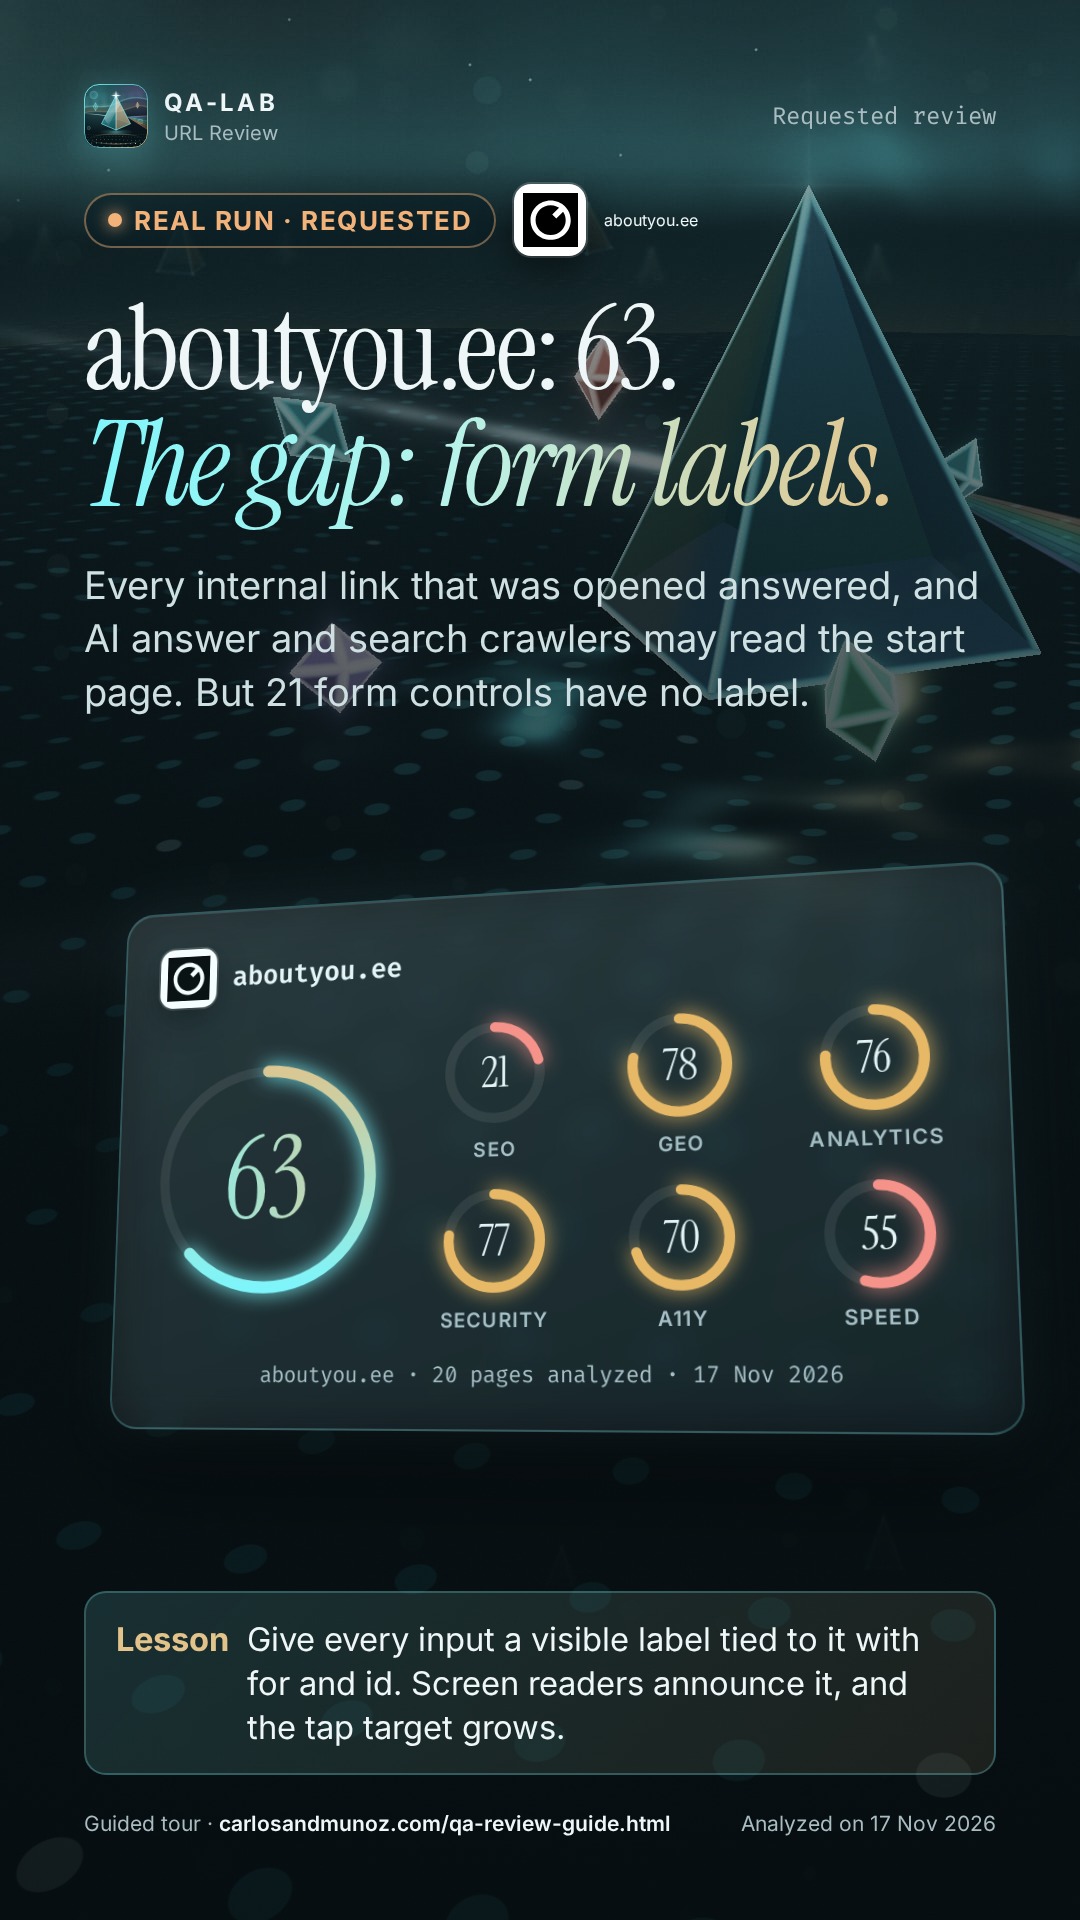 QA-LAB
URL Review
Requested review
REAL RUN · REQUESTED
aboutyou.ee
aboutyou.ee: 63.
The gap: form labels.
Every internal link that was opened answered, and
AI answer and search crawlers may read the start
page. But 21 form controls have no label.
aboutyou.ee
63
21
SEO
78
GEO
76
ANALYTICS
77
SECURITY
70
A11Y
55
SPEED
aboutyou.ee · 20 pages analyzed · 17 Nov 2026
Lesson
Give every input a visible label tied to it with
for and id. Screen readers announce it, and
the tap target grows.
Guided tour · carlosandmunoz.com/qa-review-guide.html
Analyzed on 17 Nov 2026